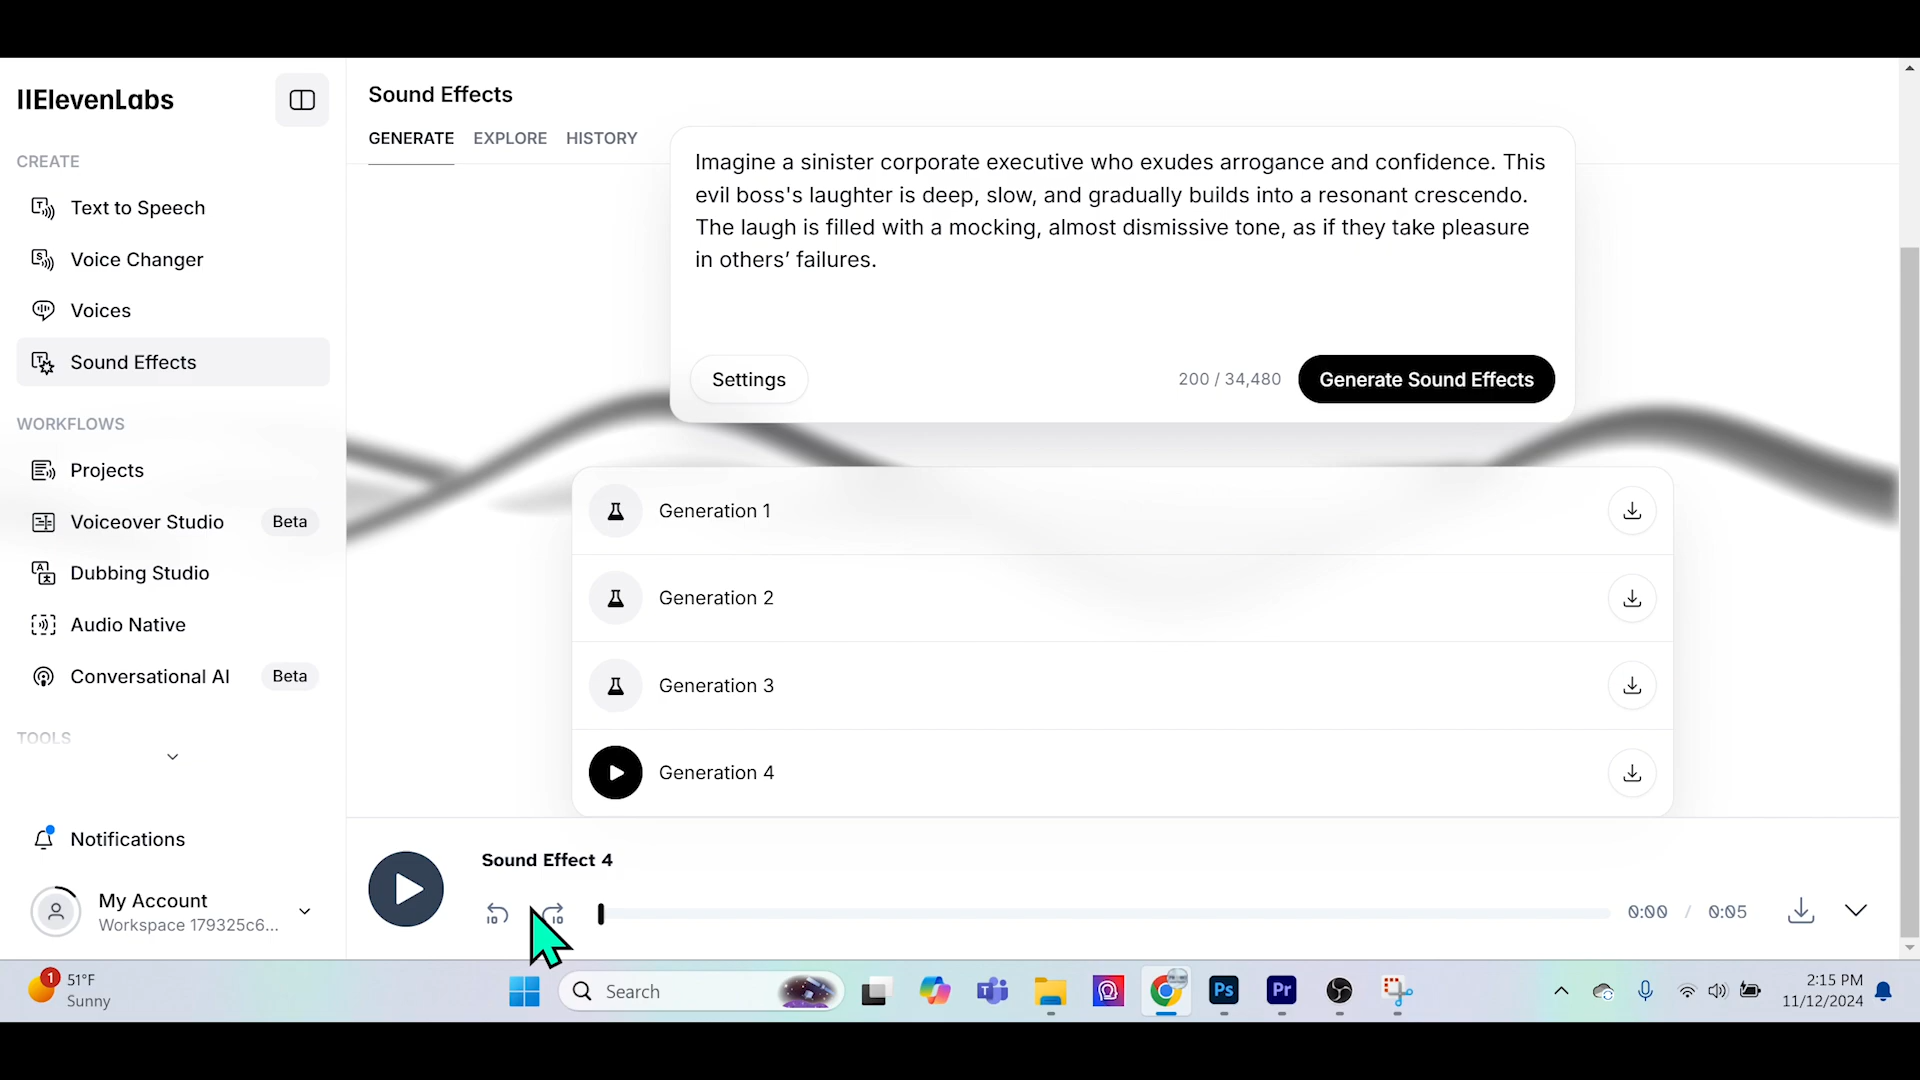 IIElevenLabs
CREATE
Text to Speech
Voice Changer
Voices
Sound Effects
WORKFLOWS
Projects
Voiceover Studio Beta
Dubbing Studio
Audio Native
Conversational AI Beta
TOOLS
Notifications
My Account
Workspace 179325c6...
Sound Effects
GENERATE EXPLORE HISTORY
Imagine a sinister corporate executive who exudes arrogance and confidence. This
evil boss's laughter is deep, slow, and gradually builds into a resonant crescendo.
The laugh is filled with a mocking, almost dismissive tone, as if they take pleasure
in others’ failures.
Settings 200 / 34,480 Generate Sound Effects
Generation 1
Generation 2
Generation 3
Generation 4
Sound Effect 4
10 10 0:00 / 0:05
1 51°F
Sunny
Search
Ps Pr
2:15 PM
11/12/2024